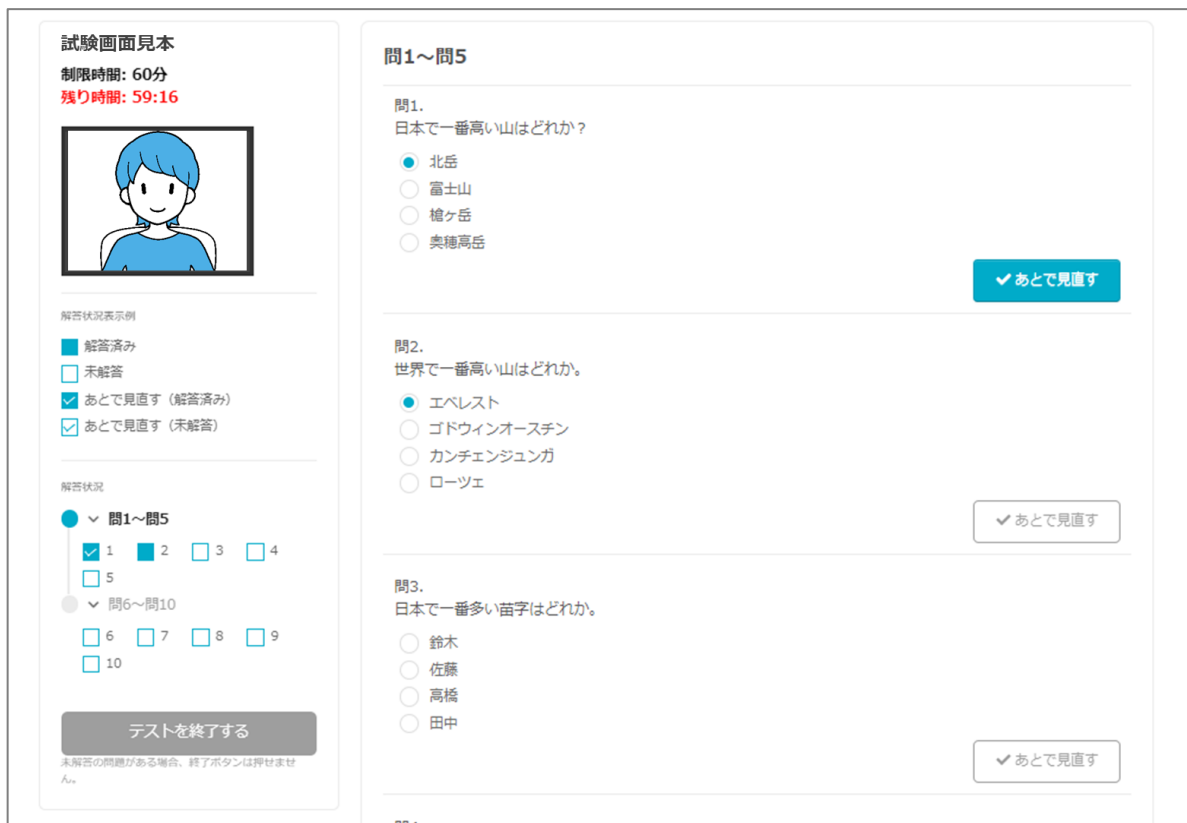 試験画面見本
制限時間: 60分
残り時間: 59:16
解答状況表示例
解答済み
未解答
あとで見直す（解答済み）
あとで見直す（未解答）
解答状況
問1～問5
1 2 3 4
5
問6～問10
6 7 8 9
10
テストを終了する
未解答の問題がある場合、終了ボタンは押せませ
ん。
問1～問5
問1.
日本で一番高い山はどれか？
北岳
富士山
槍ヶ岳
奥穂高岳
あとで見直す
問2.
世界で一番高い山はどれか。
エベレスト
ゴドウィンオースチン
カンチェンジュンガ
ローツェ
あとで見直す
問3.
日本で一番多い苗字はどれか。
鈴木
佐藤
高橋
田中
あとで見直す